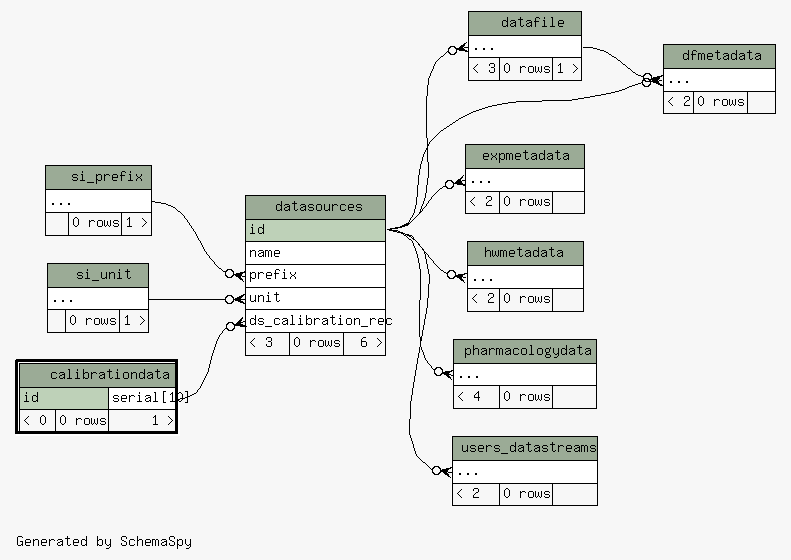 datafile
...
< 3 0 rows 1 >
dfmetadata
...
< 2 0 rows
expmetadata
...
< 2 0 rows
si_prefix
...
0 rows 1 >
datasources
id
name
prefix
unit
ds_calibration_rec
< 3 0 rows 6 >
hwmetadata
...
< 2 0 rows
si_unit
...
0 rows 1 >
pharmacologydata
...
< 4 0 rows
calibrationdata
id serial[10]
< 0 0 rows 1 >
users_datastreams
...
< 2 0 rows
Generated by SchemaSpy